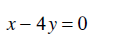 x − 4y = 0